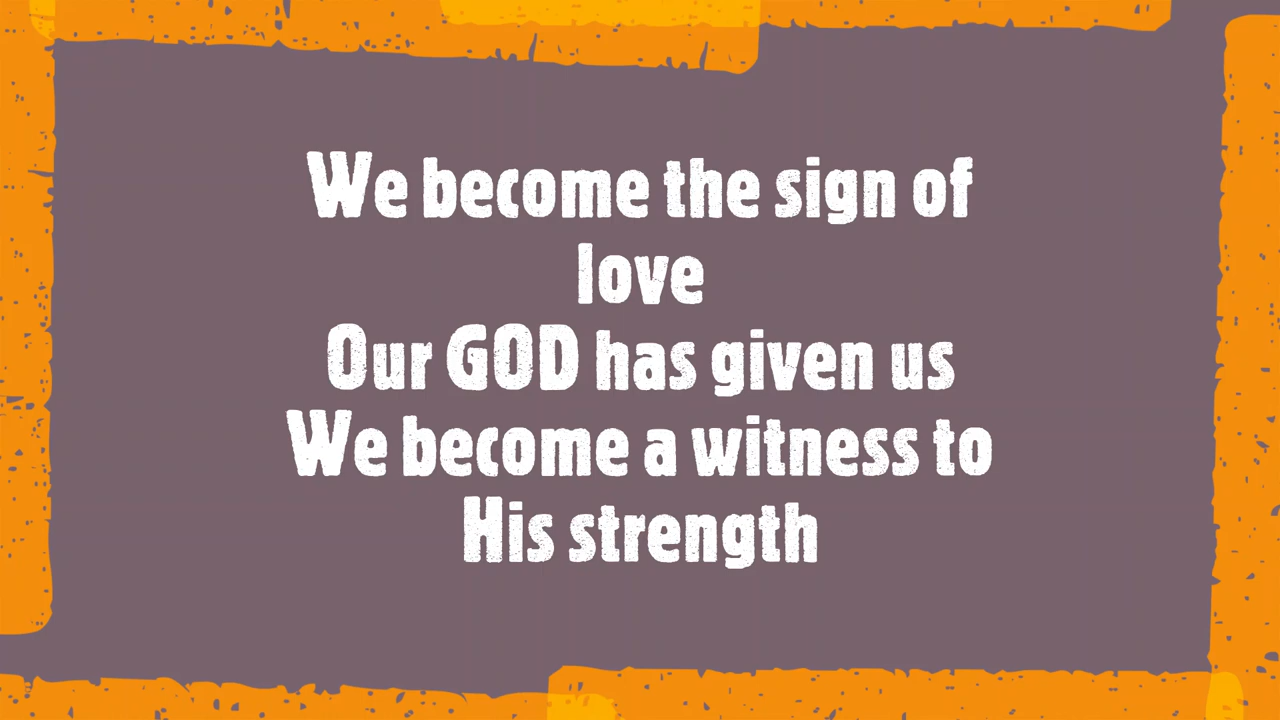 We become the sign of
love
Our GOD has given us
We become a witness to
His strength